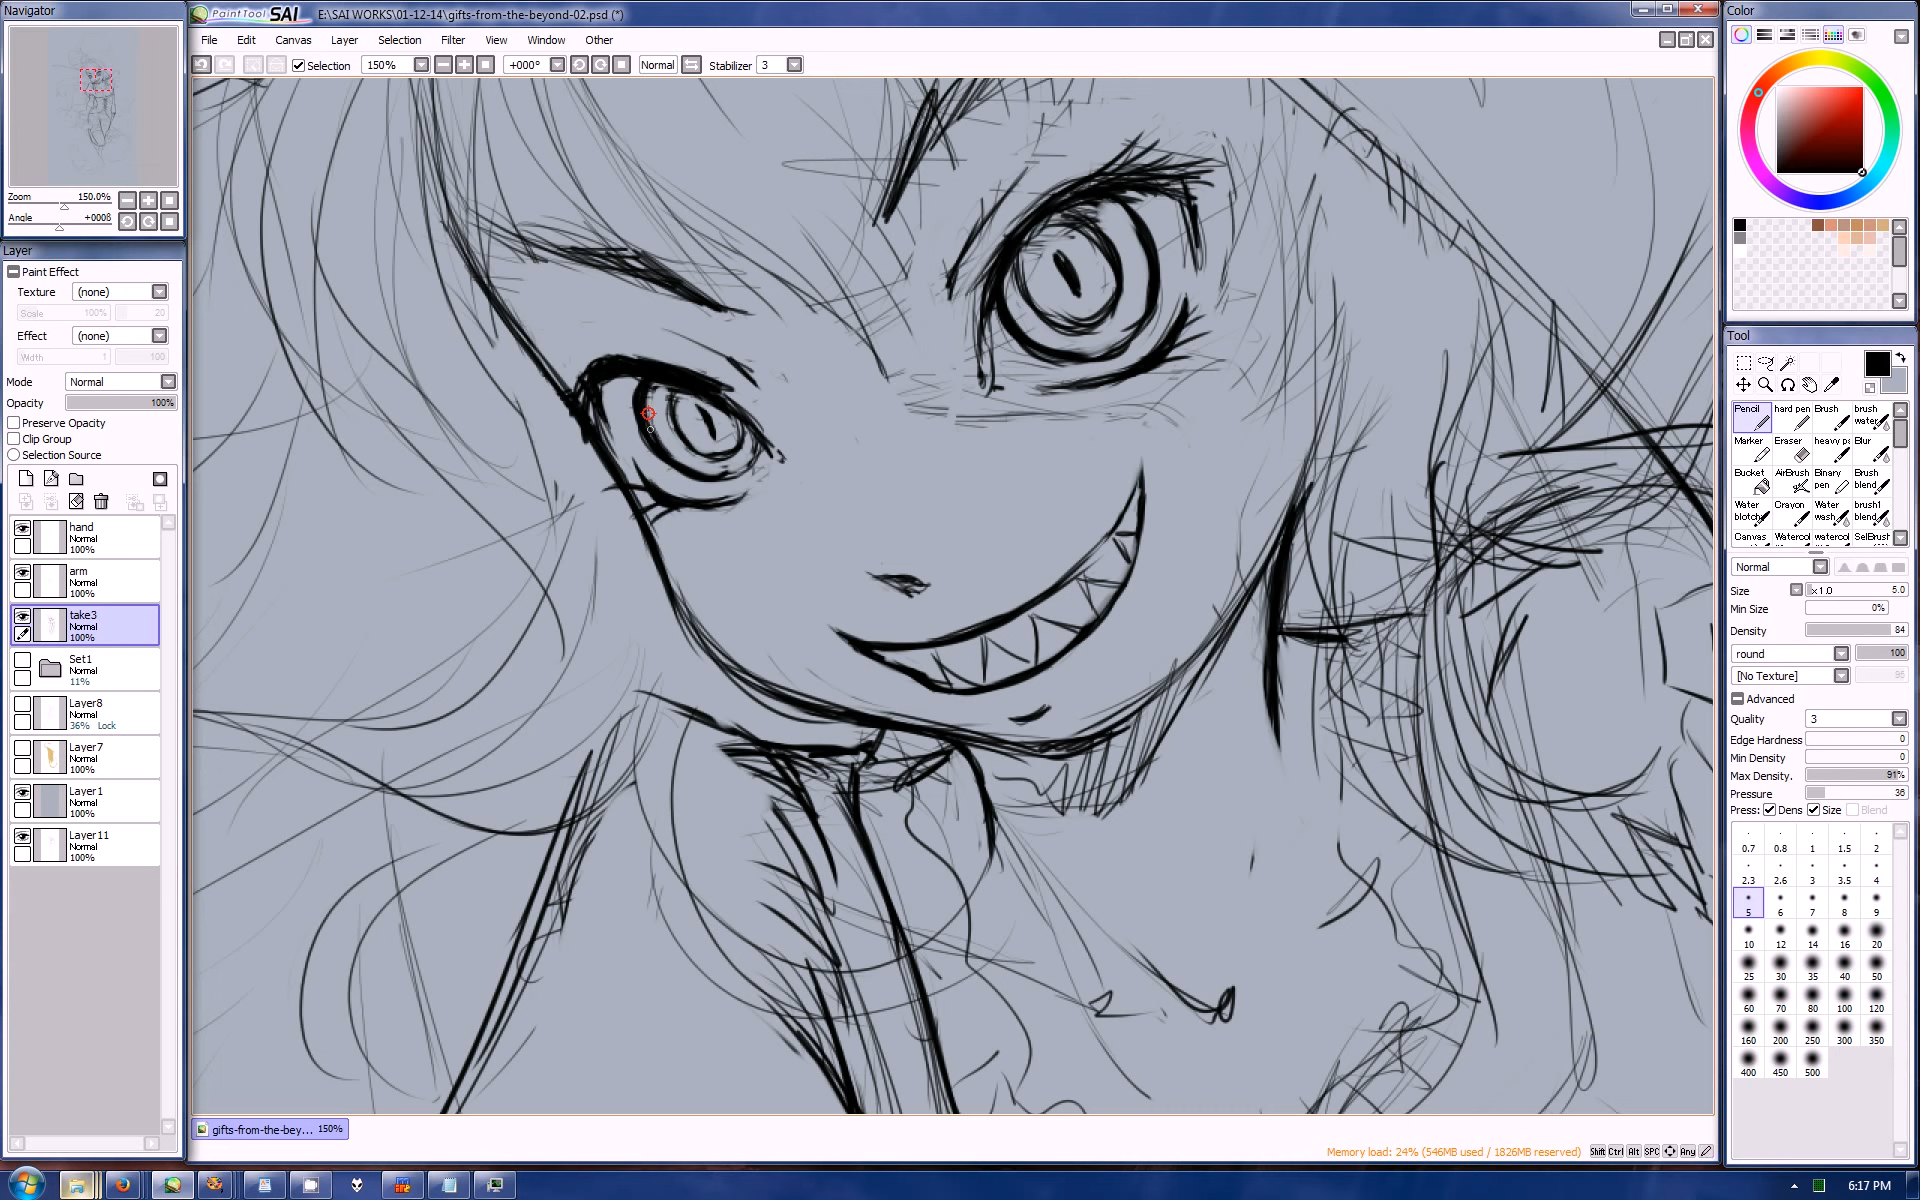 Navigator
Zoom 150.0%
Angle +000ß
Layer
Paint Effect
Texture (none)
Scale 100% 20
Effect (none)
Width 1 100
Mode Normal
Opacity 100%
Preserve Opacity
Clip Group
Selection Source
hand
Normal
100%
arm
Normal
100%
take3
Normal
100%
Set1
Normal
11%
Layer8
Normal
36% Lock
Layer7
Normal
100%
Layer1
Normal
100%
Layer11
Normal
100%
PaintTool SAI E:\SAI WORKS\01-12-14\gifts-from-the-beyond-02.psd (*)
File Edit Canvas Layer Selection Filter View Window Other
Selection 150% +000° Normal Stabilizer 3
gifts-from-the-bey... 150%
Memory load: 24% (546MB used / 1826MB reserved) Shift Ctrl Alt SPC Any
Color
Tool
Pencil hard pen Brush brush water
Marker Eraser heavy p Blur
Bucket AirBrush Binary pen Brush blend
Water blotch Crayon Water wash brush1 blend
Canvas Watercol watercol SelBrush
Normal
Size x1.0 5.0
Min Size 0%
Density 84
round 100
[No Texture] 95
Advanced
Quality 3
Edge Hardness 0
Min Density 0
Max Density. 91%
Pressure 36
Press: Dens Size Blend
0.7 0.8 1 1.5 2
2.3 2.6 3 3.5 4
5 6 7 8 9
10 12 14 16 20
25 30 35 40 50
60 70 80 100 120
160 200 250 300 350
400 450 500
6:17 PM